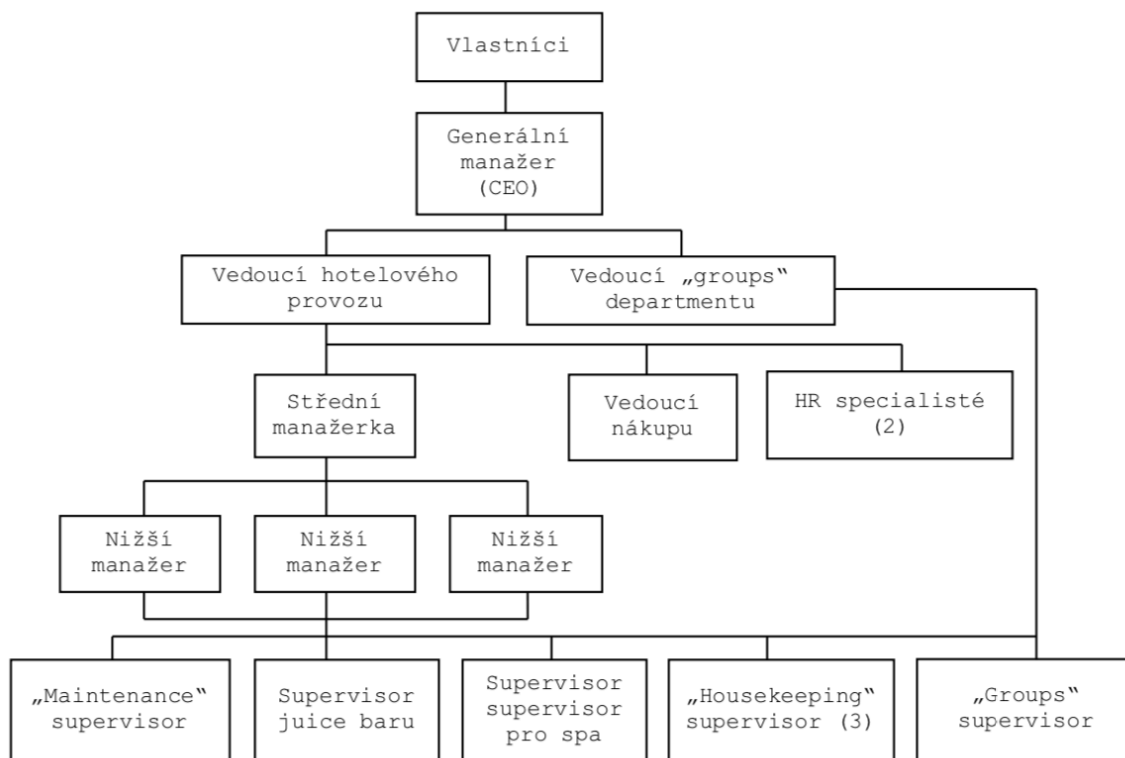 Vlastníci
Generální
manažer
(CEO)
Vedoucí hotelového
provozu
Vedoucí „groups“
departmentu
Střední
manažerka
Vedoucí
nákupu
HR specialisté
(2)
Nižší
manažer
Nižší
manažer
Nižší
manažer
„Maintenance“
supervisor
Supervisor
juice baru
Supervisor
supervisor
pro spa
„Housekeeping“
supervisor (3)
„Groups“
supervisor